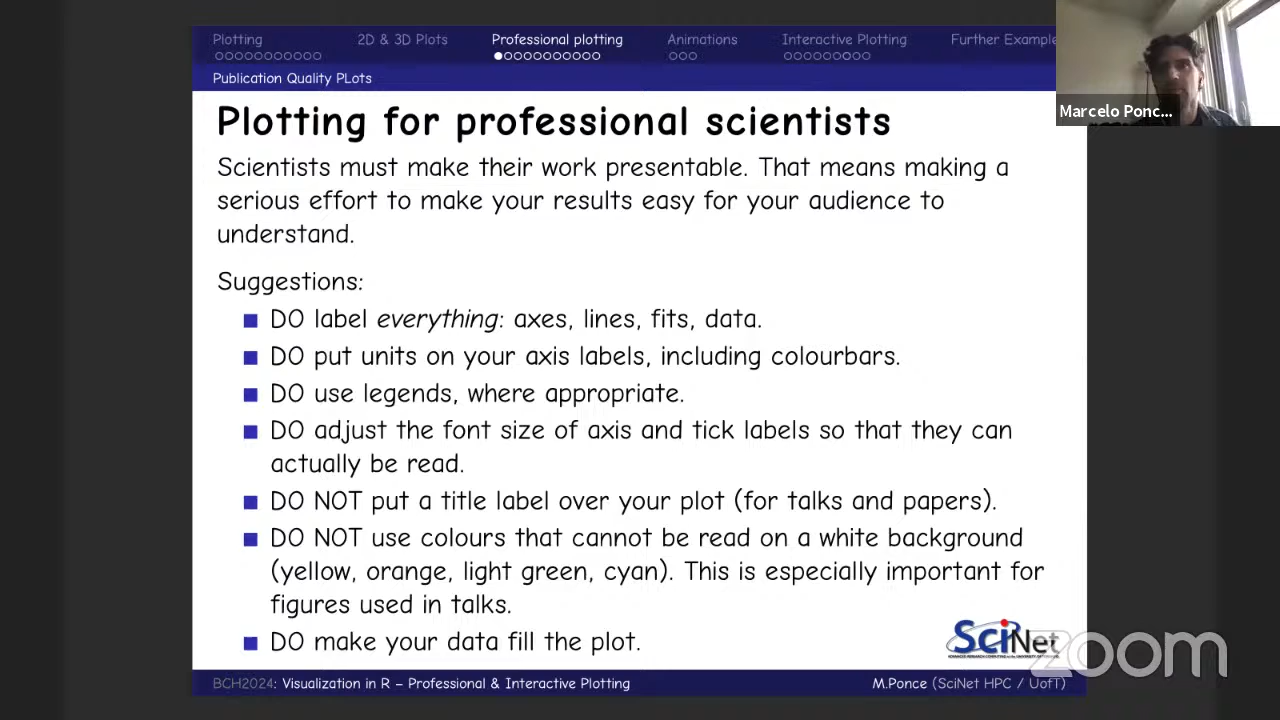 Plotting
2D & 3D Plots
Professional plotting
Animations
Interactive Plotting
Further Example
Publication Quality PLots
Marcelo Ponc...
Plotting for professional scientists
Scientists must make their work presentable. That means making a
serious effort to make your results easy for your audience to
understand.
Suggestions:
DO label everything: axes, lines, fits, data.
DO put units on your axis labels, including colourbars.
DO use legends, where appropriate.
DO adjust the font size of axis and tick labels so that they can
actually be read.
DO NOT put a title label over your plot (for talks and papers).
DO NOT use colours that cannot be read on a white background
(yellow, orange, light green, cyan). This is especially important for
figures used in talks.
DO make your data fill the plot.
SciNet
zoom
BCH2024: Visualization in R – Professional & Interactive Plotting
M.Ponce (SciNet HPC / UofT)